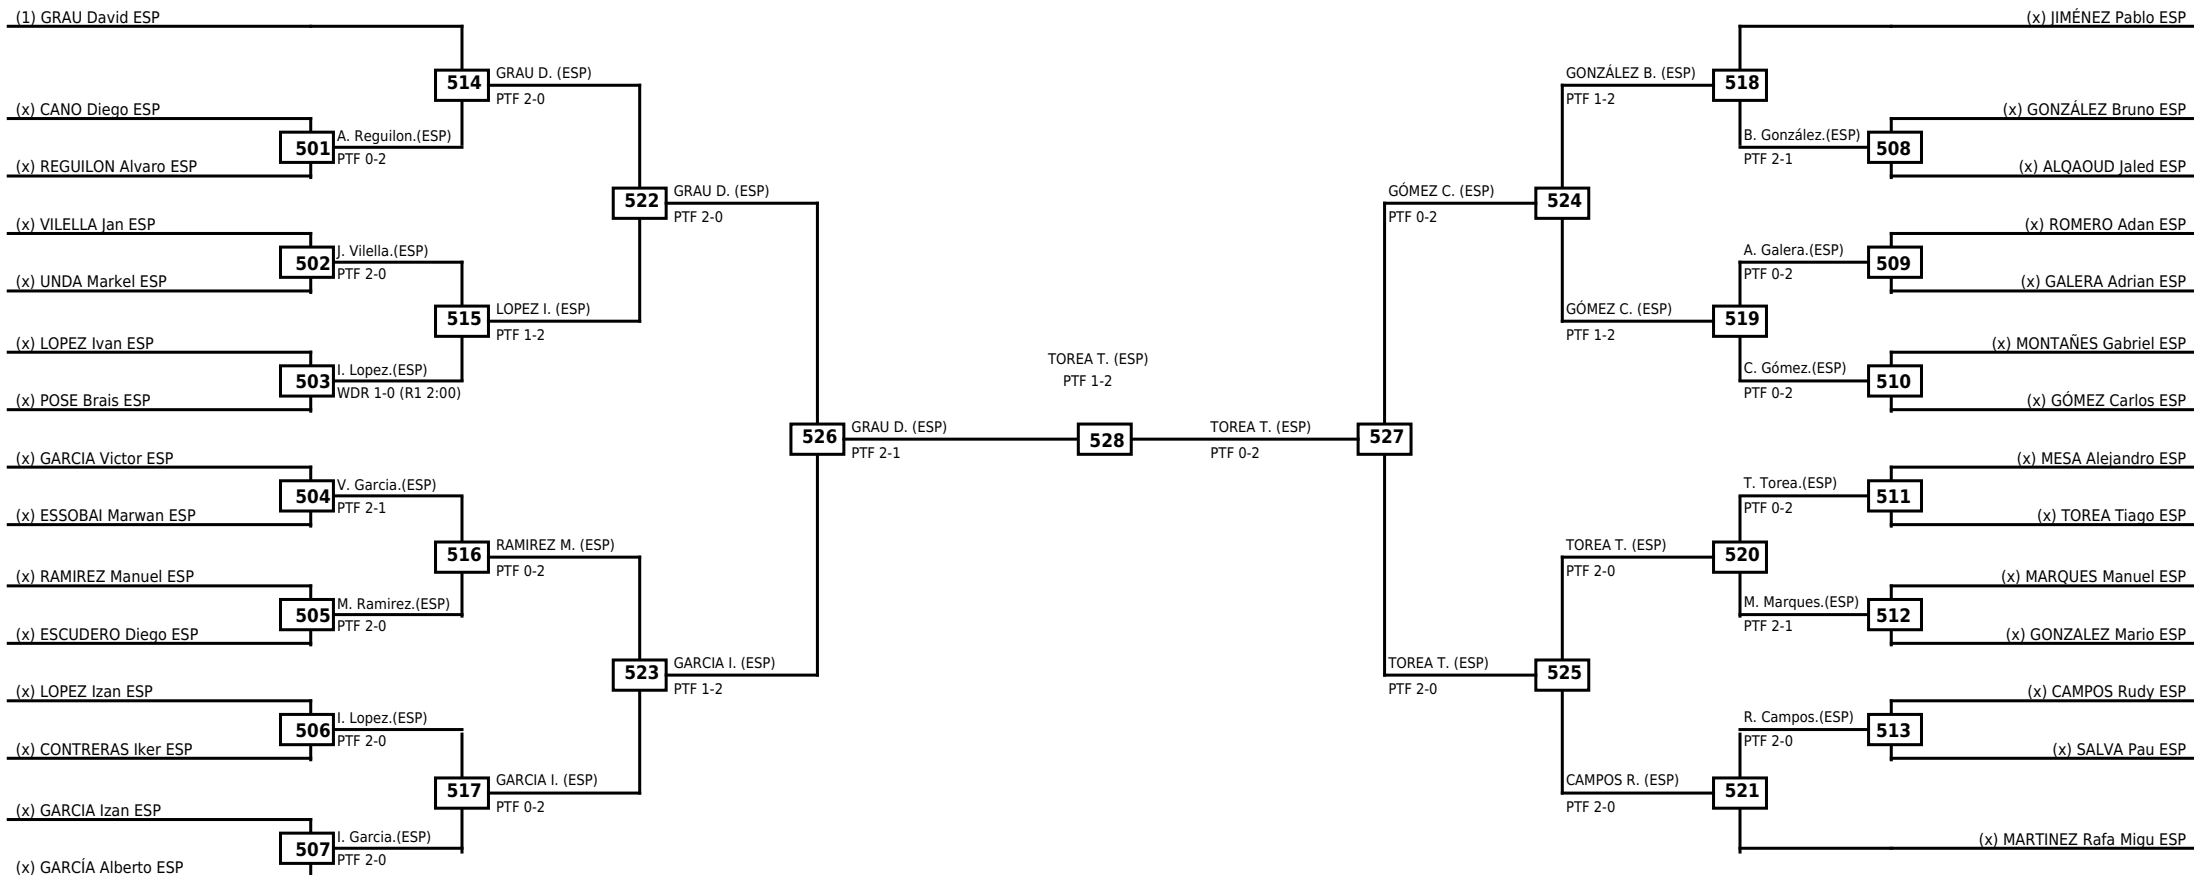 (1) GRAU David ESP
(x) CANO Diego ESP
501
A. Reguilon.(ESP)
PTF 0-2
(x) REGUILON Alvaro ESP
514
GRAU D. (ESP)
PTF 2-0
(x) VILELLA Jan ESP
502
J. Vilella.(ESP)
PTF 2-0
(x) UNDA Markel ESP
515
LOPEZ I. (ESP)
PTF 1-2
(x) LOPEZ Ivan ESP
503
I. Lopez.(ESP)
WDR 1-0 (R1 2:00)
(x) POSE Brais ESP
522
GRAU D. (ESP)
PTF 2-0
(x) GARCIA Victor ESP
504
V. Garcia.(ESP)
PTF 2-1
(x) ESSOBAI Marwan ESP
516
RAMIREZ M. (ESP)
PTF 0-2
(x) RAMIREZ Manuel ESP
505
M. Ramirez.(ESP)
PTF 2-0
(x) ESCUDERO Diego ESP
523
GARCIA I. (ESP)
PTF 1-2
(x) LOPEZ Izan ESP
506
I. Lopez.(ESP)
PTF 2-0
(x) CONTRERAS Iker ESP
517
GARCIA I. (ESP)
PTF 0-2
(x) GARCIA Izan ESP
507
I. Garcia.(ESP)
PTF 2-0
(x) GARCÍA Alberto ESP
526
GRAU D. (ESP)
PTF 2-1
TOREA T. (ESP)
PTF 1-2
528
TOREA T. (ESP)
PTF 0-2
527
GÓMEZ C. (ESP)
PTF 0-2
524
GONZÁLEZ B. (ESP)
PTF 1-2
518
(x) JIMÉNEZ Pablo ESP
(x) GONZÁLEZ Bruno ESP
B. González.(ESP)
PTF 2-1
508
(x) ALQAOUD Jaled ESP
(x) ROMERO Adan ESP
A. Galera.(ESP)
PTF 0-2
509
(x) GALERA Adrian ESP
GÓMEZ C. (ESP)
PTF 1-2
519
(x) MONTAÑES Gabriel ESP
C. Gómez.(ESP)
PTF 0-2
510
(x) GÓMEZ Carlos ESP
(x) MESA Alejandro ESP
T. Torea.(ESP)
PTF 0-2
511
(x) TOREA Tiago ESP
TOREA T. (ESP)
PTF 2-0
520
(x) MARQUES Manuel ESP
M. Marques.(ESP)
PTF 2-1
512
(x) GONZALEZ Mario ESP
TOREA T. (ESP)
PTF 2-0
525
(x) CAMPOS Rudy ESP
R. Campos.(ESP)
PTF 2-0
513
(x) SALVA Pau ESP
CAMPOS R. (ESP)
PTF 2-0
521
(x) MARTINEZ Rafa Migu ESP